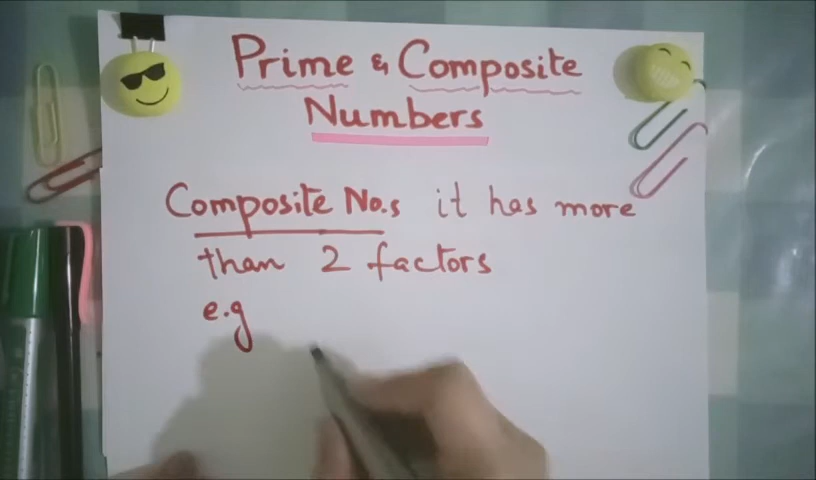 Prime & Composite
Numbers
Composite No.s it has more
than 2 factors
e.g